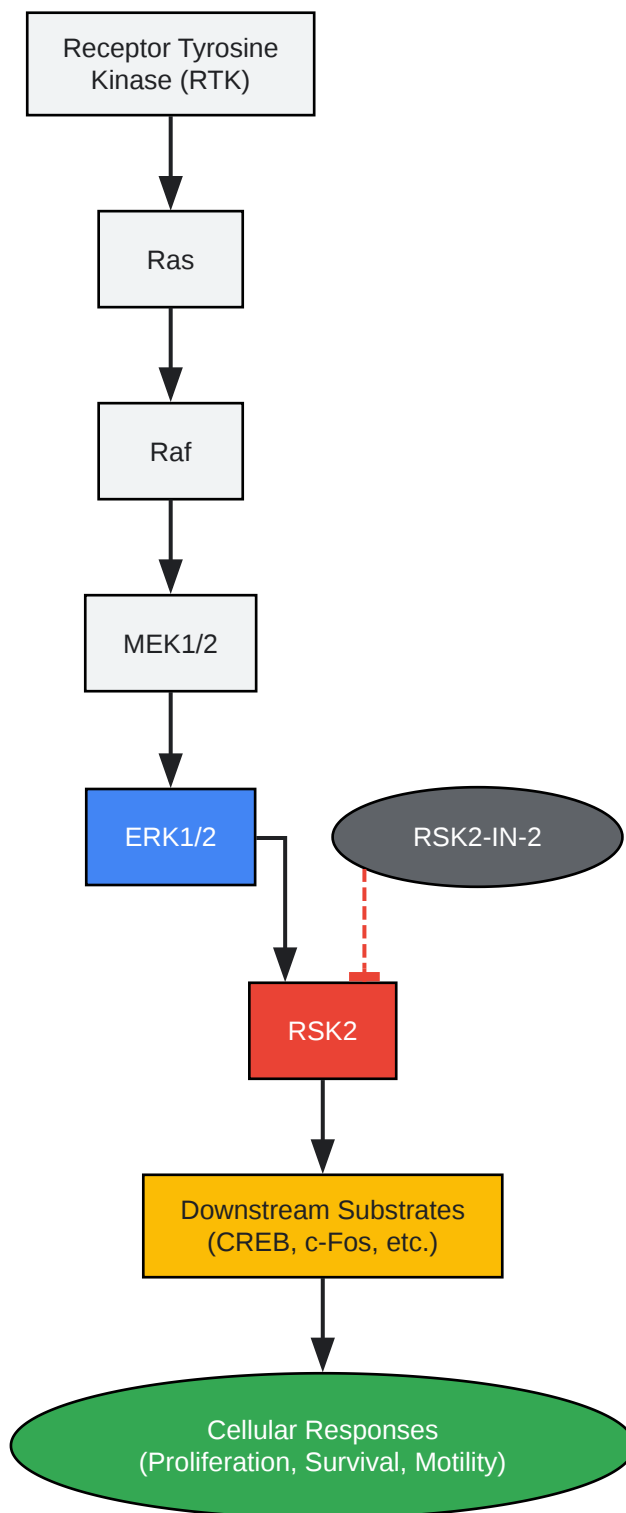 Receptor Tyrosine
Kinase (RTK)
Ras
Raf
MEK1/2
ERK1/2
RSK2-IN-2
RSK2
Downstream Substrates
(CREB, c-Fos, etc.)
Cellular Responses
(Proliferation, Survival, Motility)